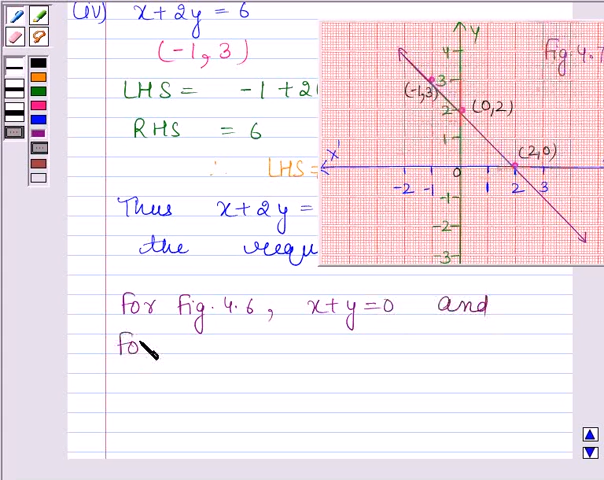 (iv) x + 2y = 6
(-1, 3)
LHS = -1 + 2(
RHS = 6
∴ LHS =
Thus x + 2y =
the requ
For Fig. 4.6, x + y = 0 and
Fo
Fig. 4.7
Y
4
3
(-1,3)
2
(0,2)
1
X'
(2,0)
0
-2 -1 1 2 3
-1
-2
-3